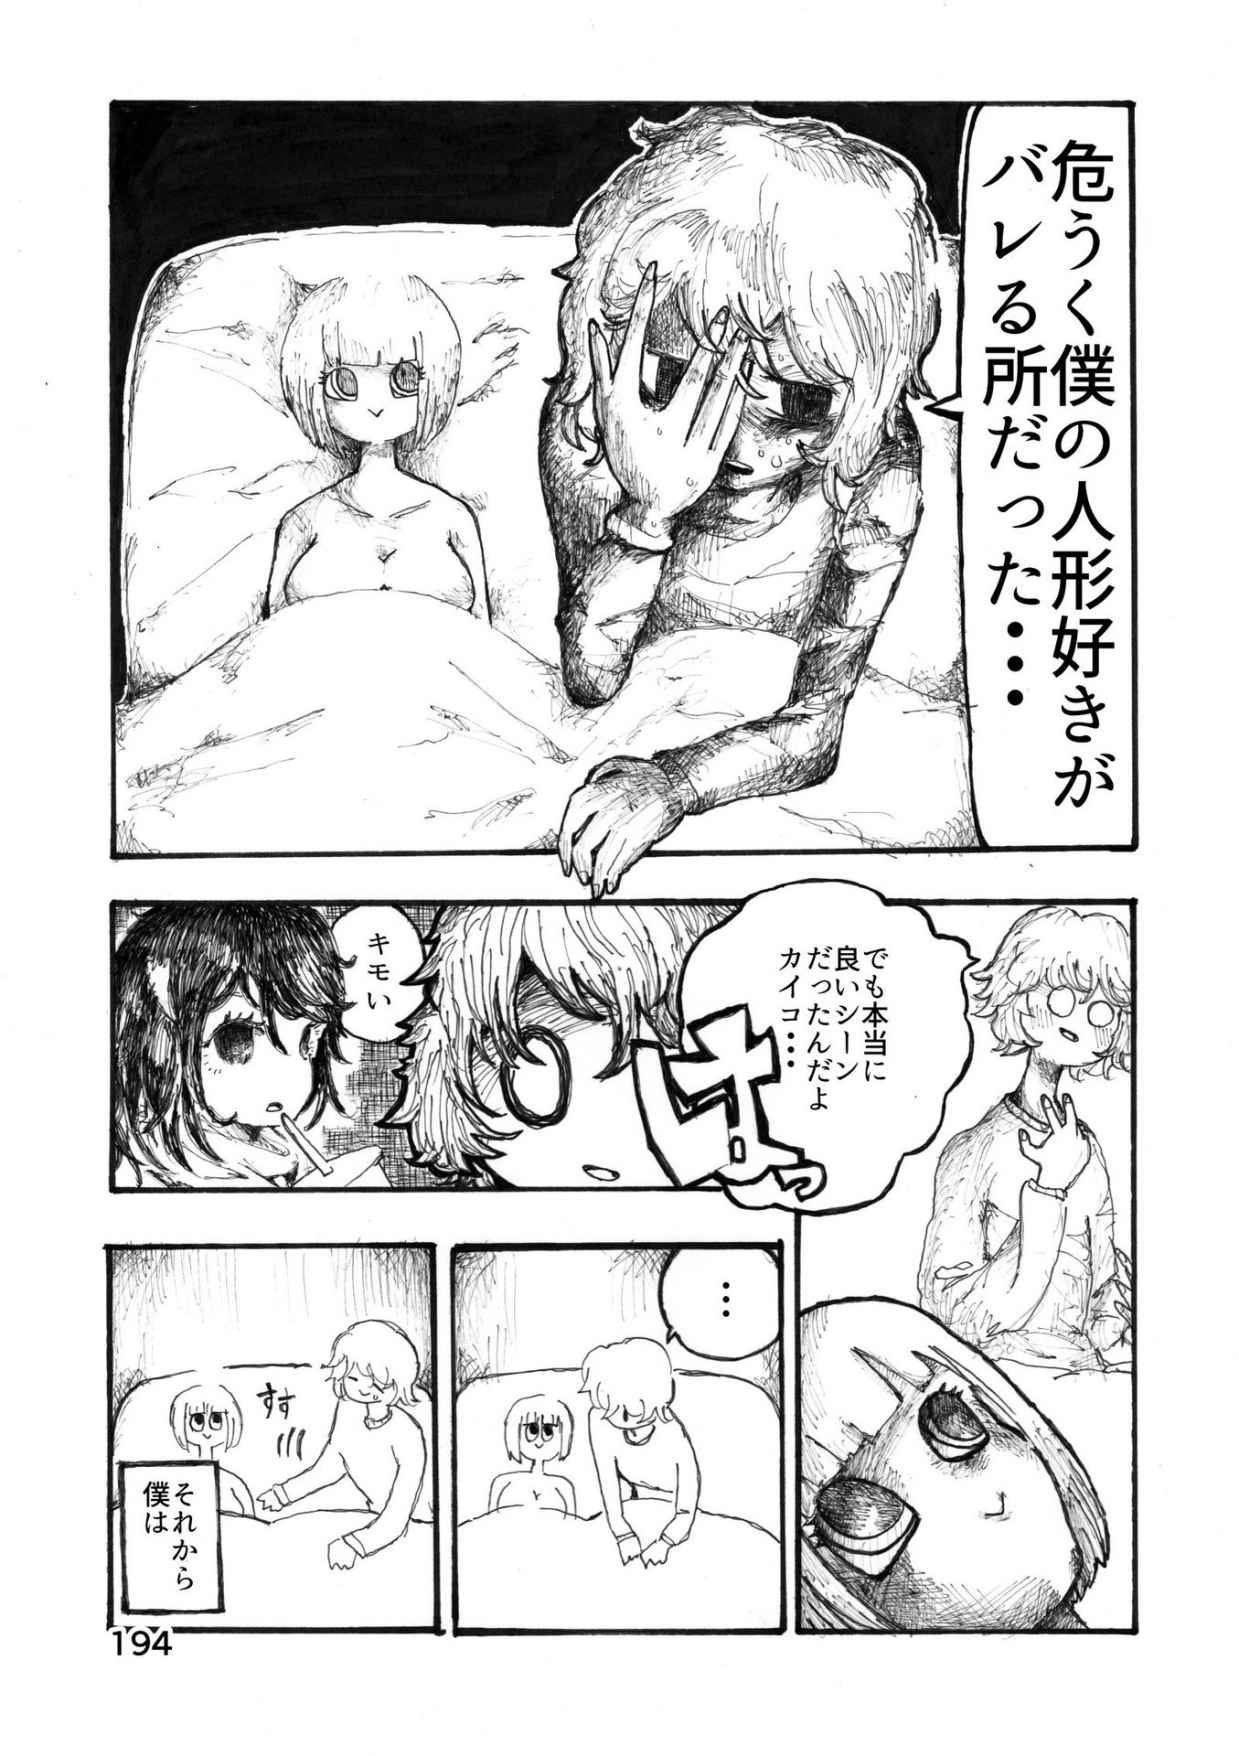 危うく僕の人形好きが
バレる所だった・・・
でも本当に
良いシーン
だったんだよ
カイコ・・・
はっ
キモい
・・・
すすす
それから
僕は
194